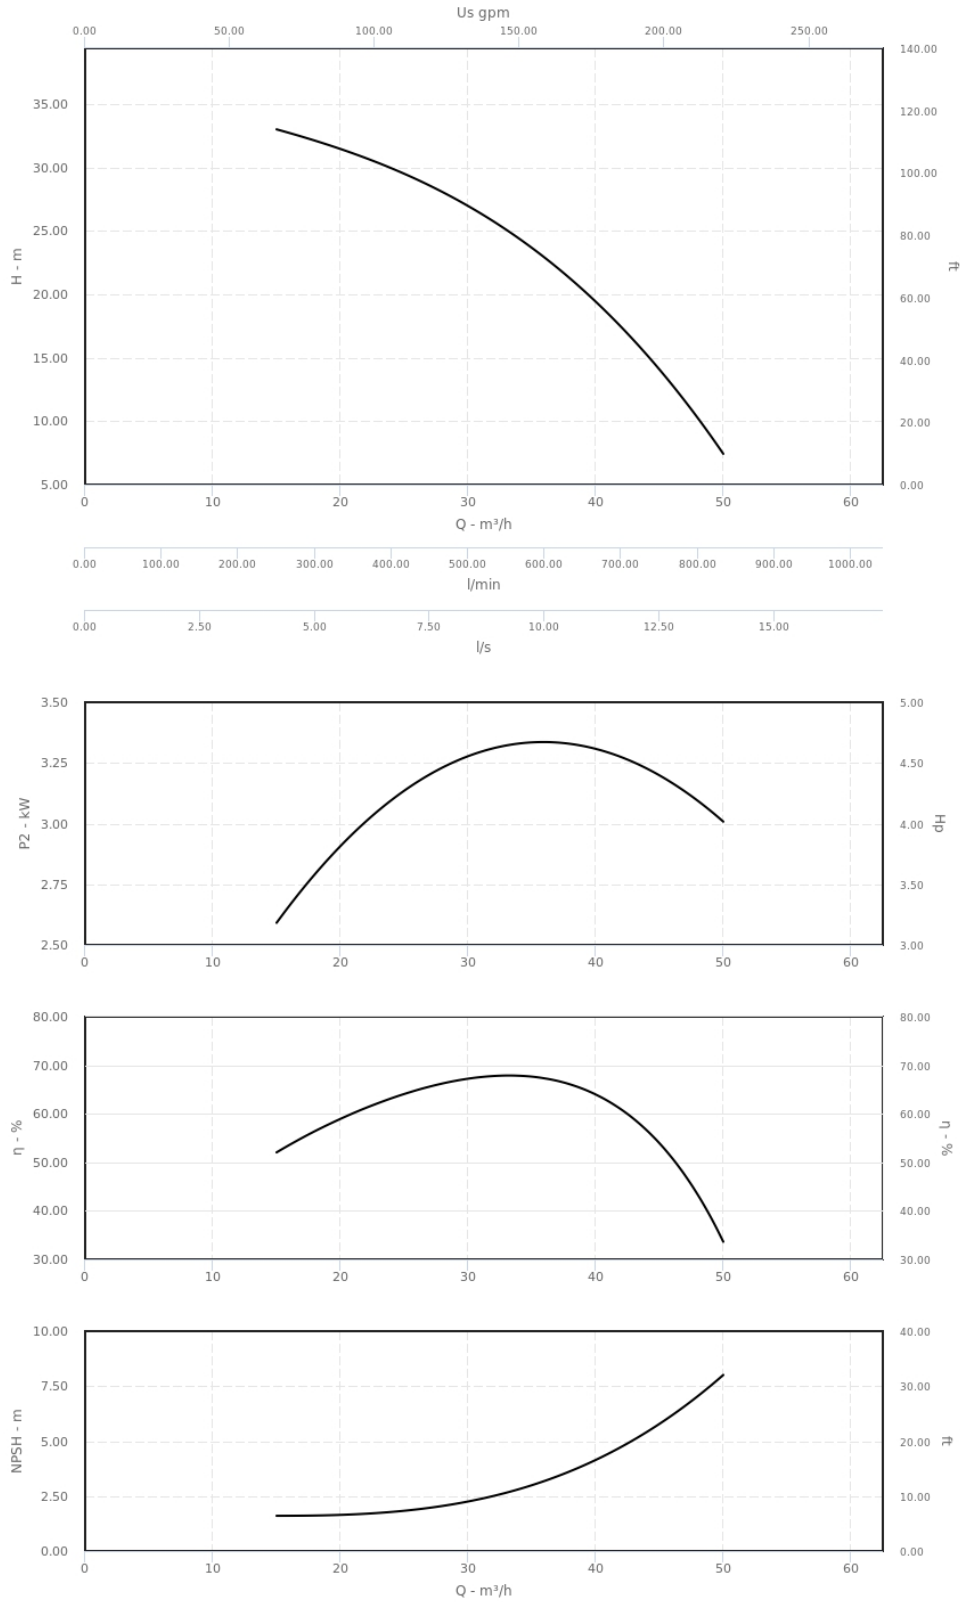 Us gpm
0.00 50.00 100.00 150.00 200.00 250.00
140.00
35.00 120.00
30.00 100.00
25.00 80.00
H - m ft
20.00 60.00
15.00 40.00
10.00 20.00
5.00 0.00
0 10 20 30 40 50 60
Q - m³/h
0.00 100.00 200.00 300.00 400.00 500.00 600.00 700.00 800.00 900.00 1000.00
l/min
0.00 2.50 5.00 7.50 10.00 12.50 15.00
l/s
3.50 5.00
3.25 4.50
P2 - kW Hp
3.00 4.00
2.75 3.50
2.50 3.00
0 10 20 30 40 50 60
80.00 80.00
70.00 70.00
60.00 60.00
η - % η - %
50.00 50.00
40.00 40.00
30.00 30.00
0 10 20 30 40 50 60
10.00 40.00
7.50 30.00
NPSH - m ft
5.00 20.00
2.50 10.00
0.00 0.00
0 10 20 30 40 50 60
Q - m³/h